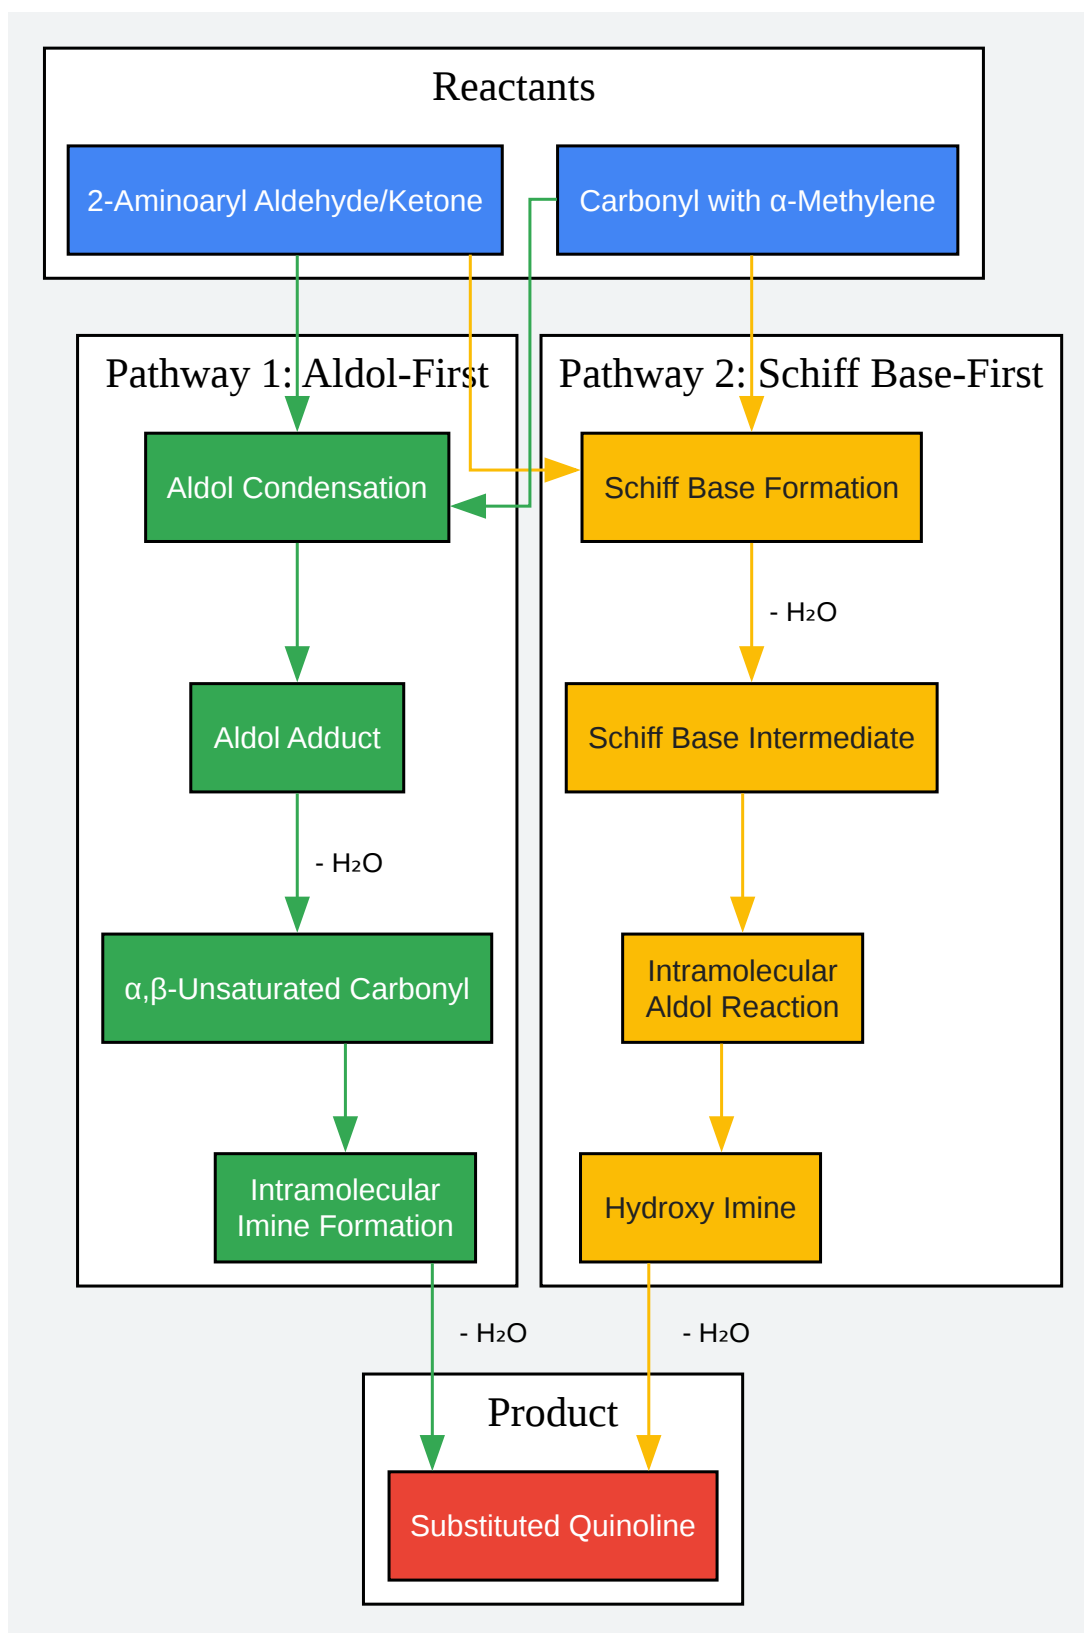 Reactants
2-Aminoaryl Aldehyde/Ketone
Carbonyl with α-Methylene
Pathway 1: Aldol-First
Aldol Condensation
Aldol Adduct
- H₂O
α,β-Unsaturated Carbonyl
Intramolecular
Imine Formation
- H₂O
Pathway 2: Schiff Base-First
Schiff Base Formation
- H₂O
Schiff Base Intermediate
Intramolecular
Aldol Reaction
Hydroxy Imine
- H₂O
Product
Substituted Quinoline